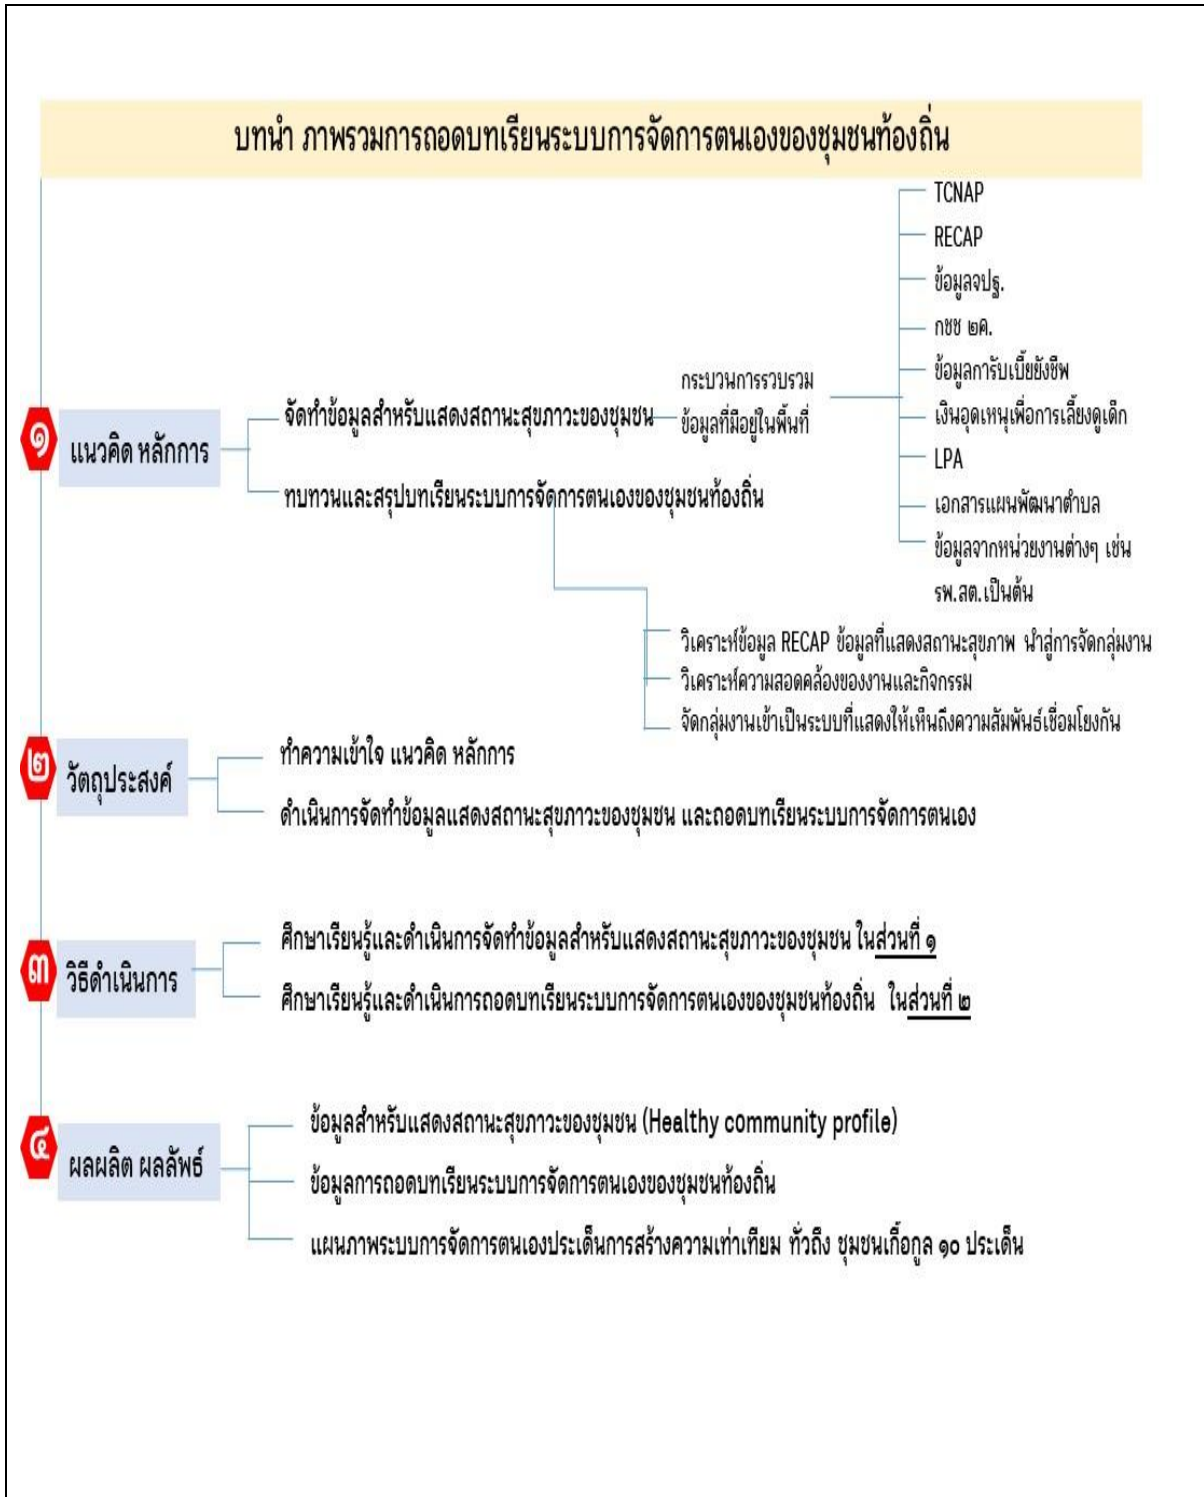 บทนำ ภาพรวมการถอดบทเรียนระบบการจัดการตนเองของชุมชนท้องถิ่น
๑
แนวคิด หลักการ
จัดทำข้อมูลสำหรับแสดงสถานะสุขภาวะของชุมชน
กระบวนการรวบรวม
ข้อมูลที่มีอยู่ในพื้นที่
TCNAP
RECAP
ข้อมูลจปฐ.
กชช ๒ค.
ข้อมูลการับเบี้ยยังชีพ
เงินอุดเหนุเพื่อการเลี้ยงดูเด็ก
LPA
เอกสารแผนพัฒนาตำบล
ข้อมูลจากหน่วยงานต่างๆ เช่น
รพ.สต.เป็นต้น
ทบทวนและสรุปบทเรียนระบบการจัดการตนเองของชุมชนท้องถิ่น
วิเคราะห์ข้อมูล RECAP ข้อมูลที่แสดงสถานะสุขภาพ นำสู่การจัดกลุ่มงาน
วิเคราะห์ความสอดคล้องของงานและกิจกรรม
จัดกลุ่มงานเข้าเป็นระบบที่แสดงให้เห็นถึงความสัมพันธ์เชื่อมโยงกัน
๒
วัตถุประสงค์
ทำความเข้าใจ แนวคิด หลักการ
ดำเนินการจัดทำข้อมูลแสดงสถานะสุขภาวะของชุมชน และถอดบทเรียนระบบการจัดการตนเอง
๓
วิธีดำเนินการ
ศึกษาเรียนรู้และดำเนินการจัดทำข้อมูลสำหรับแสดงสถานะสุขภาวะของชุมชน ในส่วนที่ ๑
ศึกษาเรียนรู้และดำเนินการถอดบทเรียนระบบการจัดการตนเองของชุมชนท้องถิ่น ในส่วนที่ ๒
๔
ผลผลิต ผลลัพธ์
ข้อมูลสำหรับแสดงสถานะสุขภาวะของชุมชน (Healthy community profile)
ข้อมูลการถอดบทเรียนระบบการจัดการตนเองของชุมชนท้องถิ่น
แผนภาพระบบการจัดการตนเองประเด็นการสร้างความเท่าเทียม ทั่วถึง ชุมชนเกื้อกูล ๑๐ ประเด็น